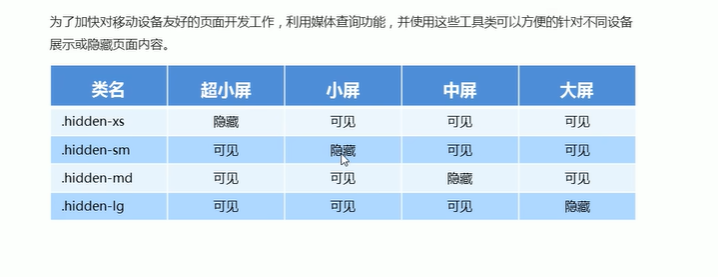 为了加快对移动设备友好的页面开发工作，利用媒体查询功能，并使用这些工具类可以方便的针对不同设备
展示或隐藏页面内容。
类名 超小屏 小屏 中屏 大屏
.hidden-xs 隐藏 可见 可见 可见
.hidden-sm 可见 隐藏 可见 可见
.hidden-md 可见 可见 隐藏 可见
.hidden-lg 可见 可见 可见 隐藏